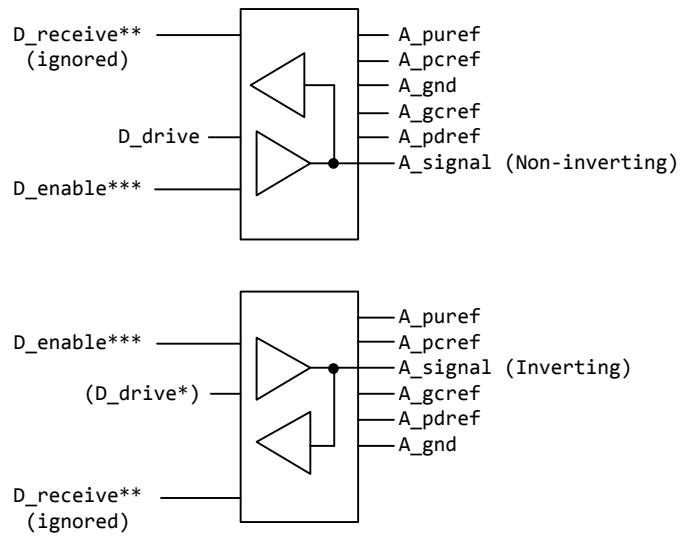 D_receive**
(ignored)
D_drive
D_enable***
A_puref
A_pcref
A_gnd
A_gcref
A_pdref
A_signal (Non-inverting)
D_enable***
(D_drive*)
D_receive**
(ignored)
A_puref
A_pcref
A_signal (Inverting)
A_gcref
A_pdref
A_gnd